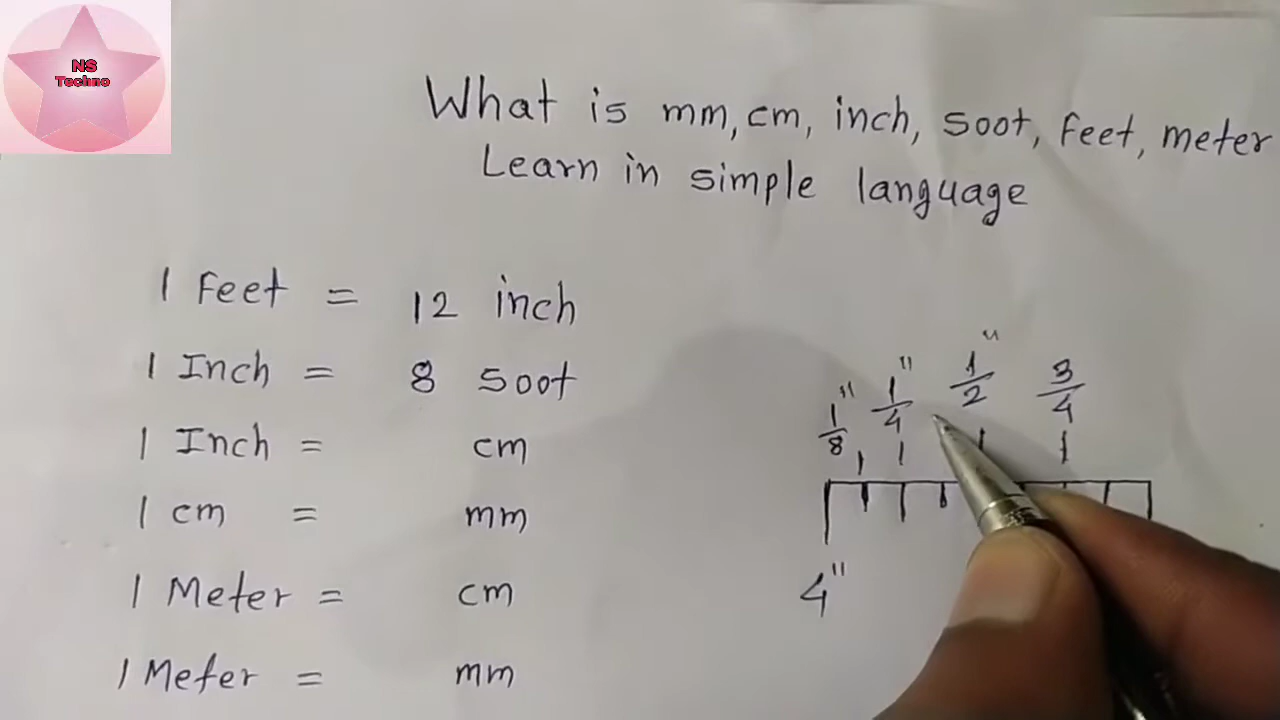 NS
Techno
What is mm, cm, inch, soot, feet, meter
Learn in simple language
1 Feet = 12 inch
1 Inch = 8 soot
1 Inch = cm
1 cm = mm
1 Meter = cm
1 Meter = mm
1/8" 1/4" 1/2" 3/4
4"